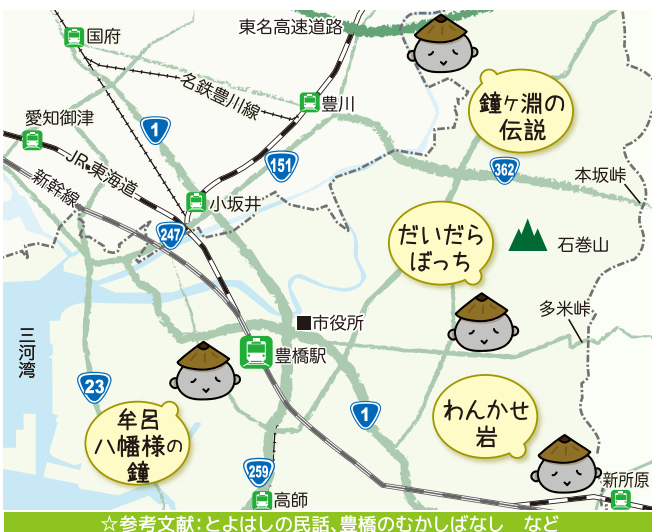 国府
東名高速道路
名鉄豊川線
豊川
鐘ヶ淵の
伝説
愛知御津
1
151
362
JR東海道
新幹線
小坂井
本坂峠
247
だいだら
ぼっち
石巻山
多米峠
■市役所
三河湾
豊橋駅
23
牟呂
八幡様の
鐘
1
わんかせ
岩
259
高師
新所原
☆参考文献:とよはしの民話、豊橋のむかしばなし　など